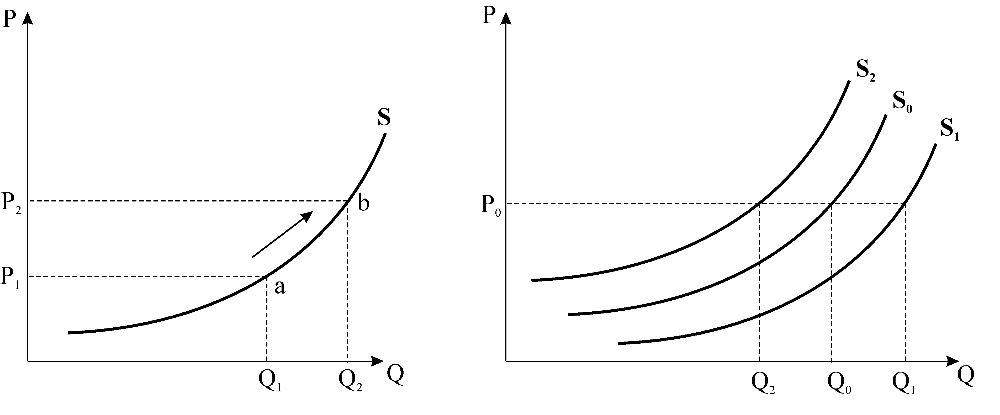 P
S
P₂
b
P₁
a
Q₁
Q₂
Q
P
S₂
S₀
S₁
P₀
Q₂
Q₀
Q₁
Q